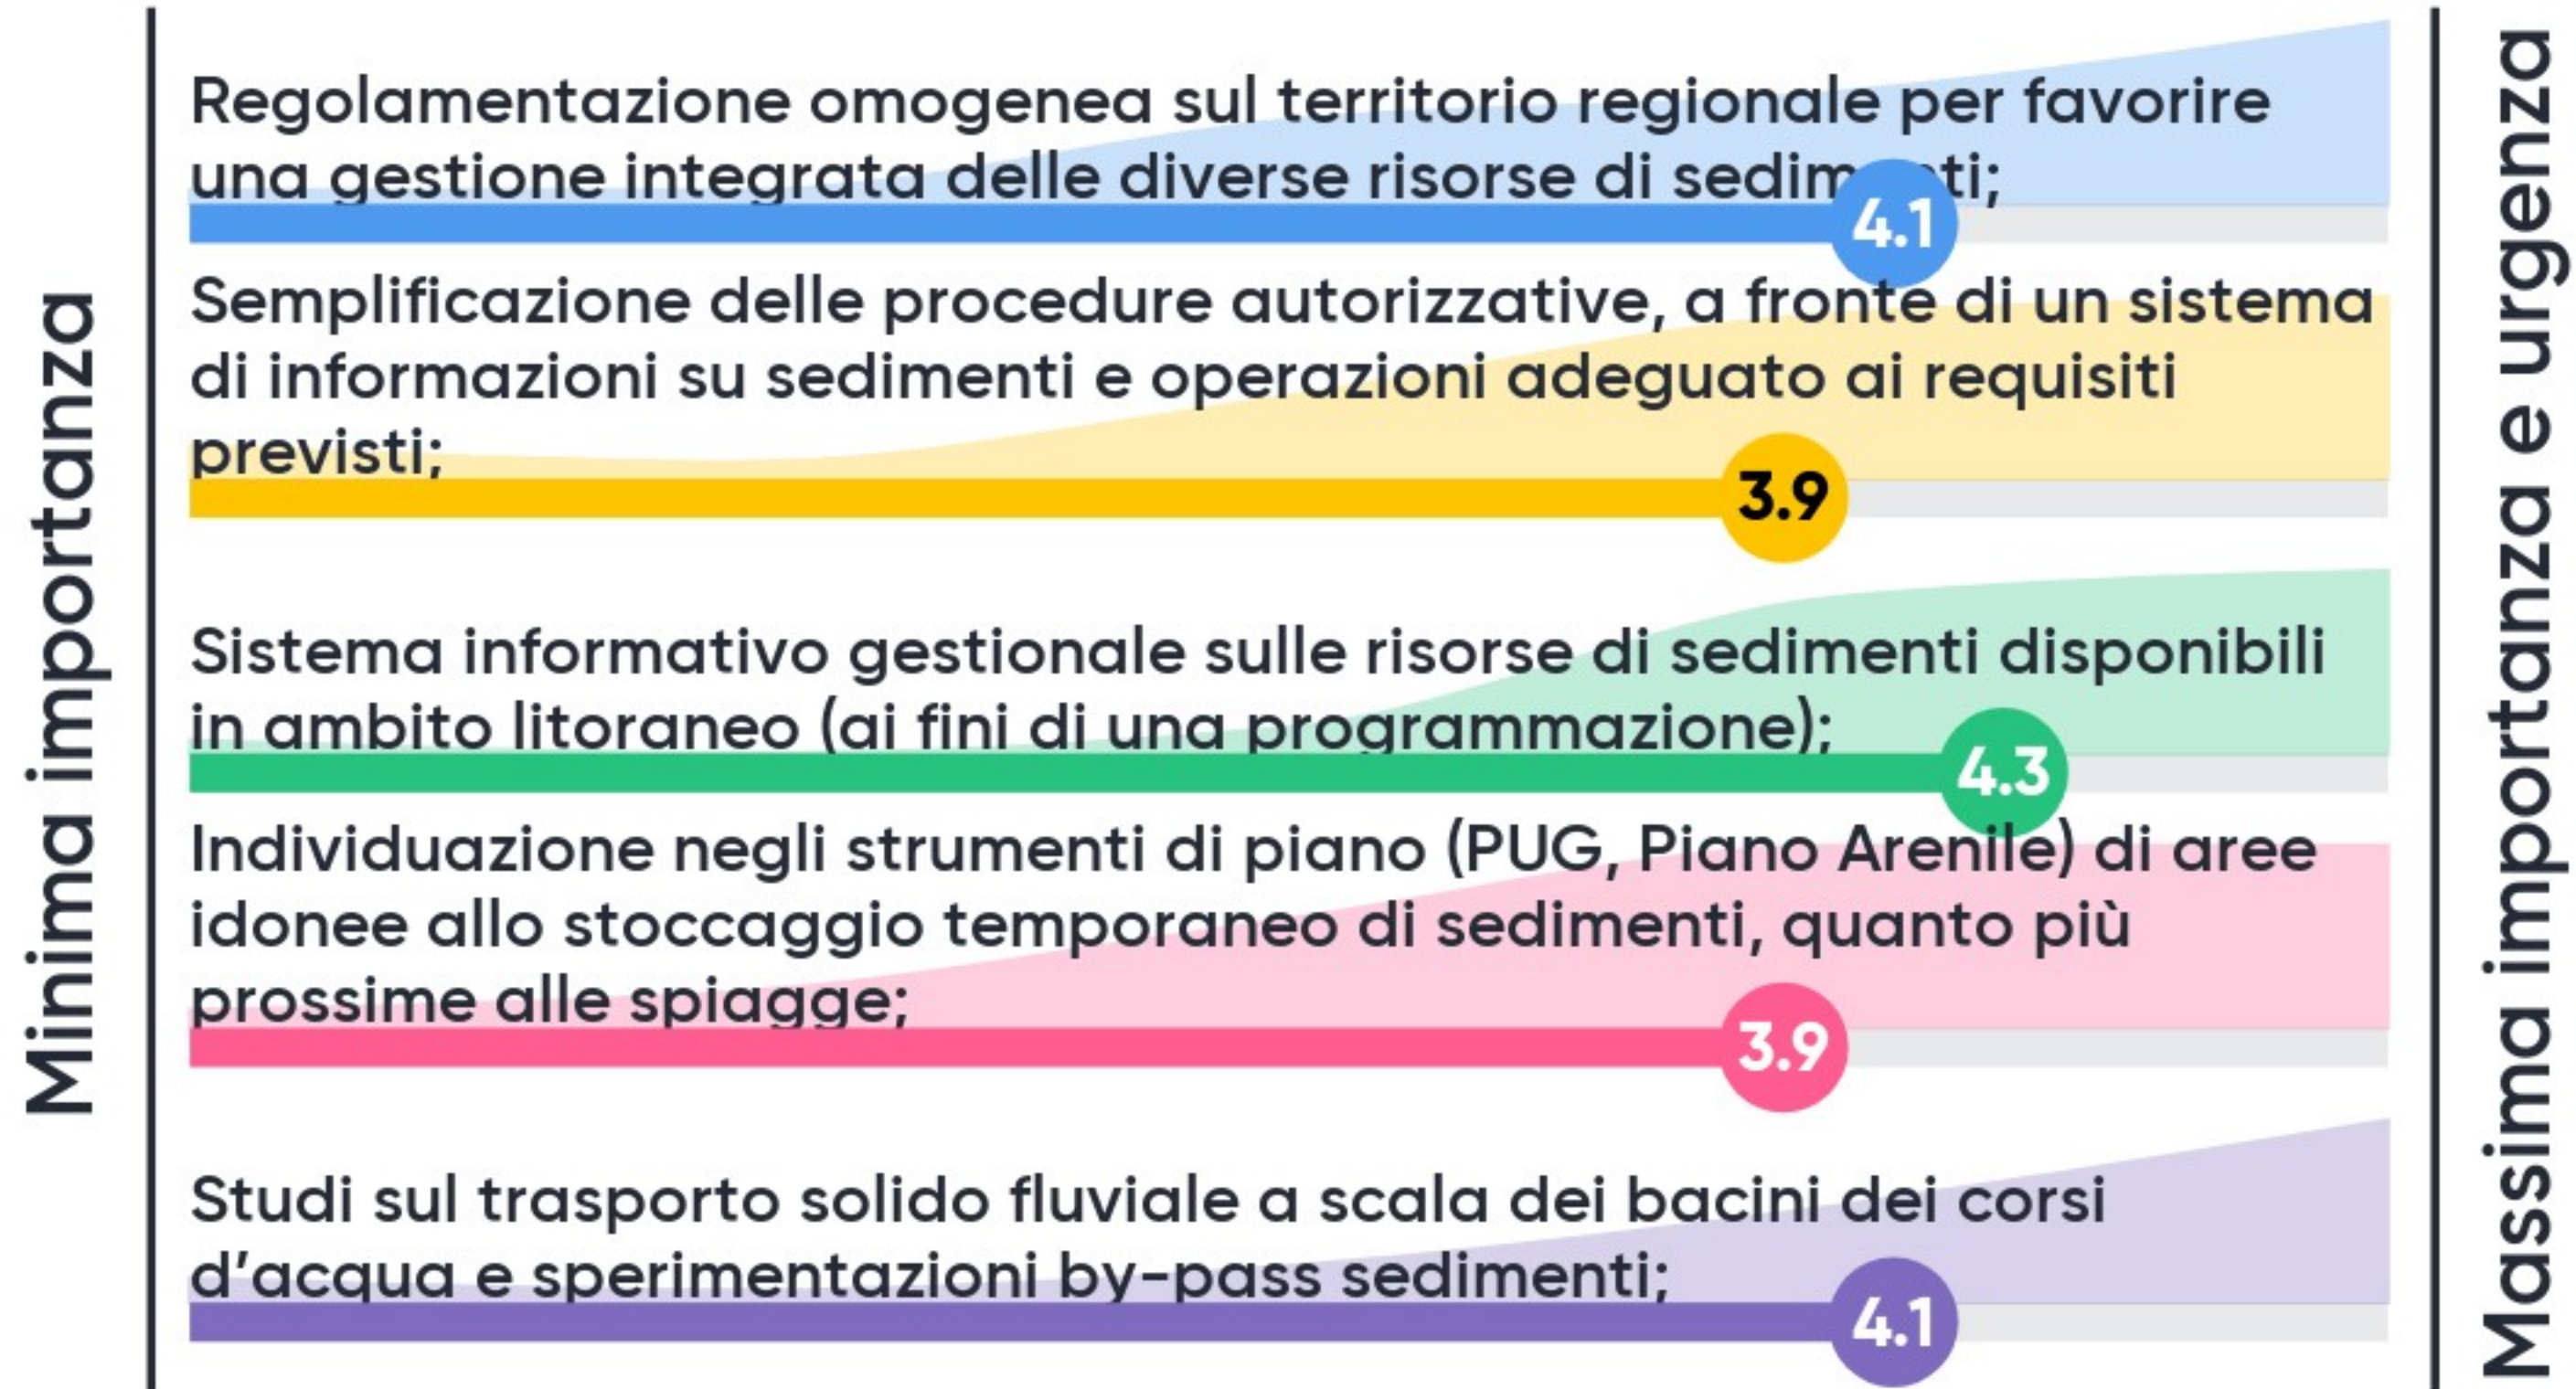 Minima importanza
Regolamentazione omogenea sul territorio regionale per favorire
una gestione integrata delle diverse risorse di sedimenti;
4.1
Semplificazione delle procedure autorizzative, a fronte di un sistema
di informazioni su sedimenti e operazioni adeguato ai requisiti
previsti;
3.9
Sistema informativo gestionale sulle risorse di sedimenti disponibili
in ambito litoraneo (ai fini di una programmazione);
4.3
Individuazione negli strumenti di piano (PUG, Piano Arenile) di aree
idonee allo stoccaggio temporaneo di sedimenti, quanto più
prossime alle spiagge;
3.9
Studi sul trasporto solido fluviale a scala dei bacini dei corsi
d’acqua e sperimentazioni by-pass sedimenti;
4.1
Massima importanza e urgenza